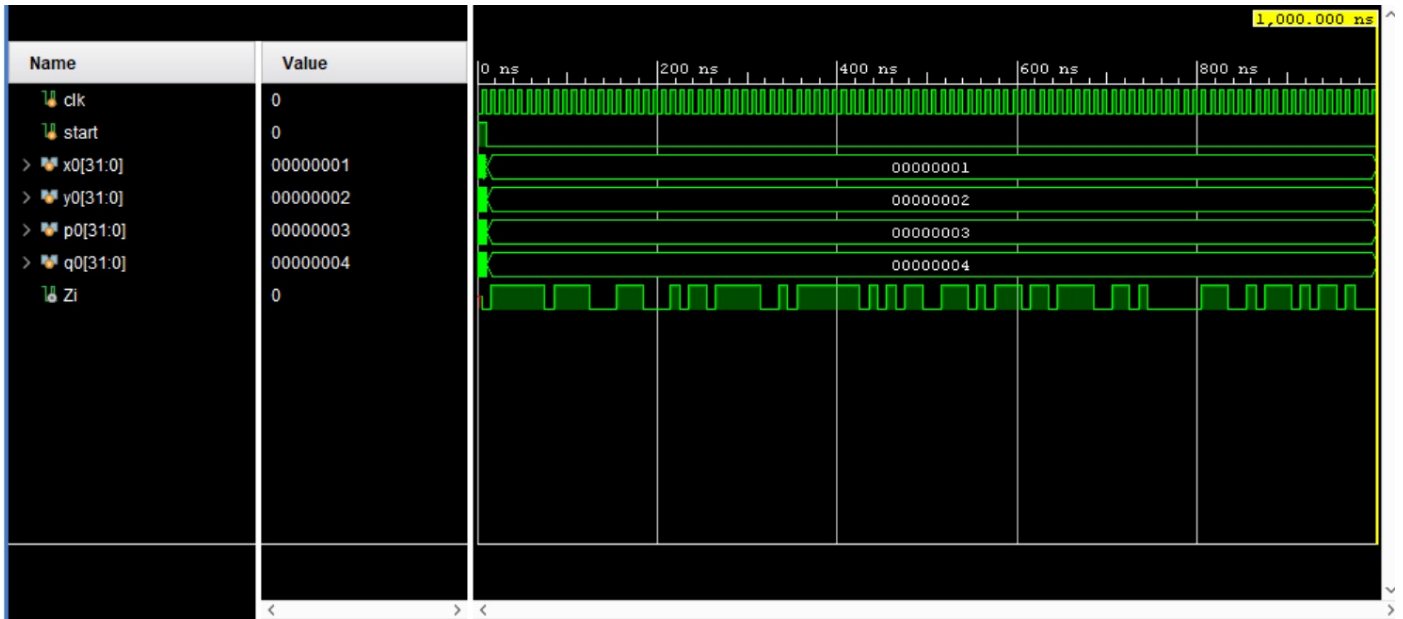 1,000.000 ns
Name Value
0 ns 200 ns 400 ns 600 ns 800 ns
clk 0
start 0
x0[31:0] 00000001 00000001
y0[31:0] 00000002 00000002
p0[31:0] 00000003 00000003
q0[31:0] 00000004 00000004
Zi 0